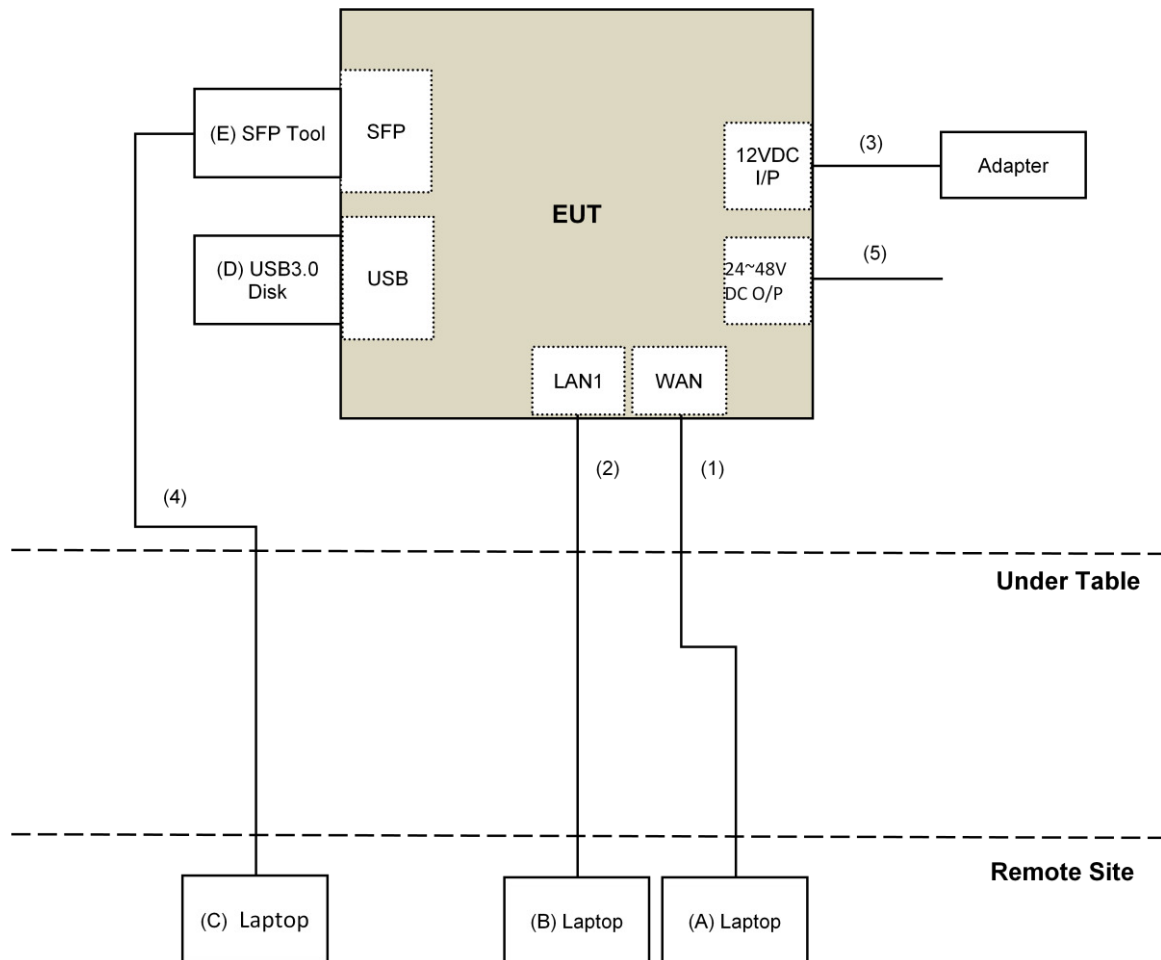 (E) SFP Tool
SFP
12VDC
I/P
(3)
Adapter
EUT
(D) USB3.0
Disk
USB
24~48V
DC O/P
(5)
LAN1
WAN
(2)
(1)
(4)
Under Table
Remote Site
(C) Laptop
(B) Laptop
(A) Laptop